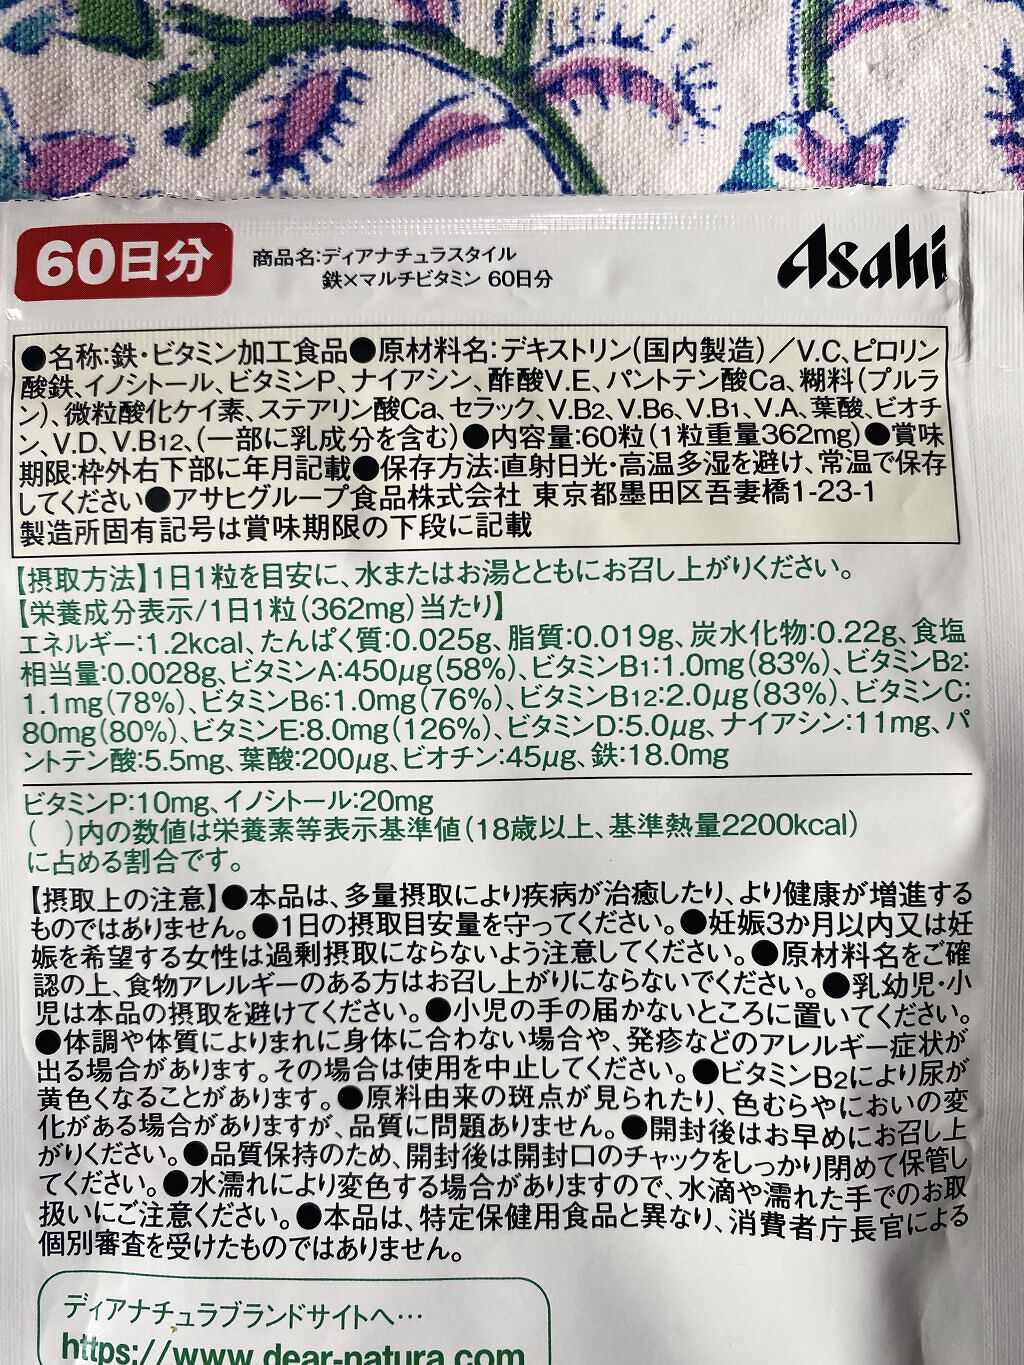 60日分
商品名:ディアナチュラスタイル
鉄×マルチビタミン 60日分
Asahi
●名称:鉄・ビタミン加工食品●原材料名:デキストリン(国内製造)/V.C、ピロリン
酸鉄、イノシトール、ビタミンP、ナイアシン、酢酸V.E、パントテン酸Ca、糊料(プルラ
ン)、微粒酸化ケイ素、ステアリン酸Ca、セラック、V.B2、V.B6、V.B1、V.A、葉酸、ビオチ
ン、V.D、V.B12、(一部に乳成分を含む)●内容量:60粒(1粒重量362mg)●賞味
期限:枠外右下部に年月記載●保存方法:直射日光・高温多湿を避け、常温で保存
してください●アサヒグループ食品株式会社 東京都墨田区吾妻橋1-23-1
製造所固有記号は賞味期限の下段に記載
【摂取方法】1日1粒を目安に、水またはお湯とともにお召し上がりください。
【栄養成分表示/1日1粒(362mg)当たり】
エネルギー:1.2kcal、たんぱく質:0.025g、脂質:0.019g、炭水化物:0.22g、食塩
相当量:0.0028g、ビタミンA:450μg(58%)、ビタミンB1:1.0mg(83%)、ビタミンB2:
1.1mg(78%)、ビタミンB6:1.0mg(76%)、ビタミンB12:2.0μg(83%)、ビタミンC:
80mg(80%)、ビタミンE:8.0mg(126%)、ビタミンD:5.0μg、ナイアシン:11mg、パ
ントテン酸:5.5mg、葉酸:200μg、ビオチン:45μg、鉄:18.0mg
ビタミンP:10mg、イノシトール:20mg
( )内の数値は栄養素等表示基準値(18歳以上、基準熱量2200kcal)
に占める割合です。
【摂取上の注意】●本品は、多量摂取により疾病が治癒したり、より健康が増進する
ものではありません。●1日の摂取目安量を守ってください。●妊娠3か月以内又は妊
娠を希望する女性は過剰摂取にならないよう注意してください。●原材料名をご確
認の上、食物アレルギーのある方はお召し上がりにならないでください。●乳幼児・小
児は本品の摂取を避けてください。●小児の手の届かないところに置いてください。
●体調や体質によりまれに身体に合わない場合や、発疹などのアレルギー症状が
出る場合があります。その場合は使用を中止してください。●ビタミンB2により尿が
黄色くなることがあります。●原料由来の斑点が見られたり、色むらやにおいの変
化がある場合がありますが、品質に問題ありません。●開封後はお早めにお召し上
がりください。●品質保持のため、開封後は開封口のチャックをしっかり閉めて保管し
てください。●水濡れにより変色する場合がありますので、水滴や濡れた手でのお取
扱いにご注意ください。●本品は、特定保健用食品と異なり、消費者庁長官による
個別審査を受けたものではありません。
ディアナチュラブランドサイトへ…
https://www.dear-natura.com